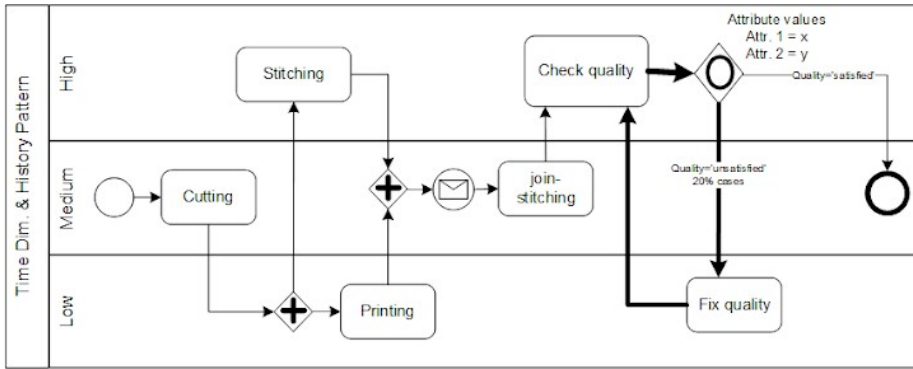 Time Dim. & History Pattern
High
Medium
Low
Stitching
Check quality
Attribute values
Attr. 1 = x
Attr. 2 = y
Quality='satisfied'
Cutting
join-
stitching
Quality='unsatisfied'
20% cases
Printing
Fix quality